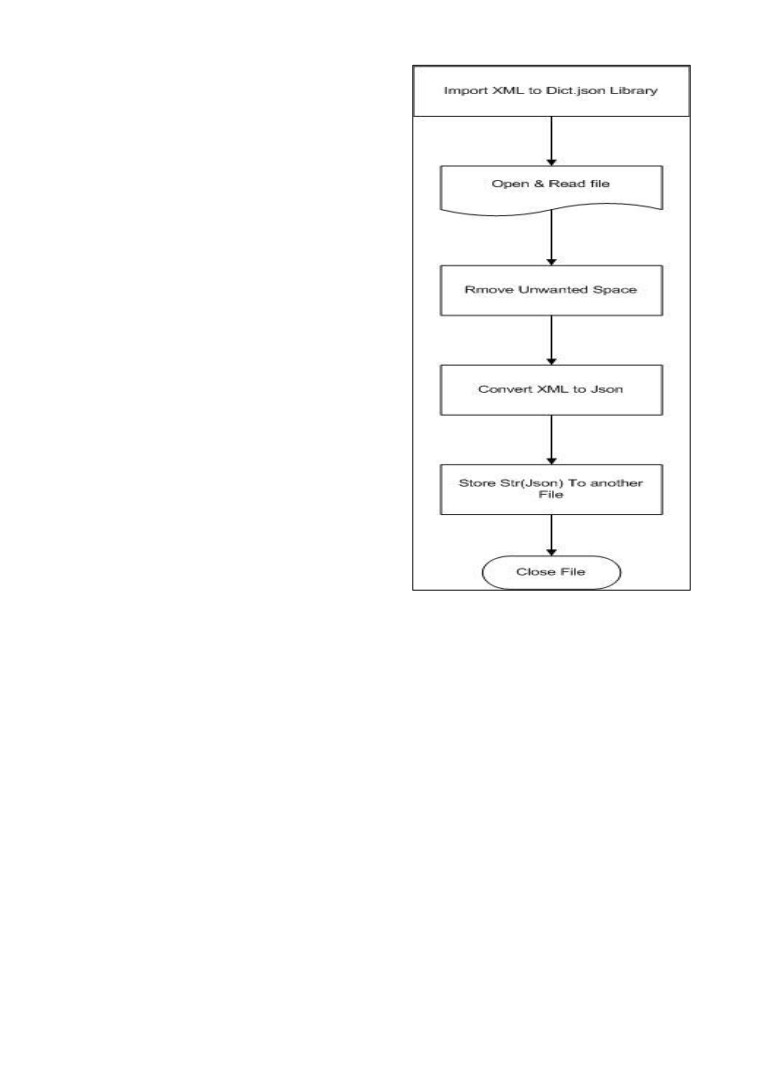 Import XML to Dict.json Library
Open & Read file
Rmove Unwanted Space
Convert XML to Json
Store Str(Json) To another
File
Close File